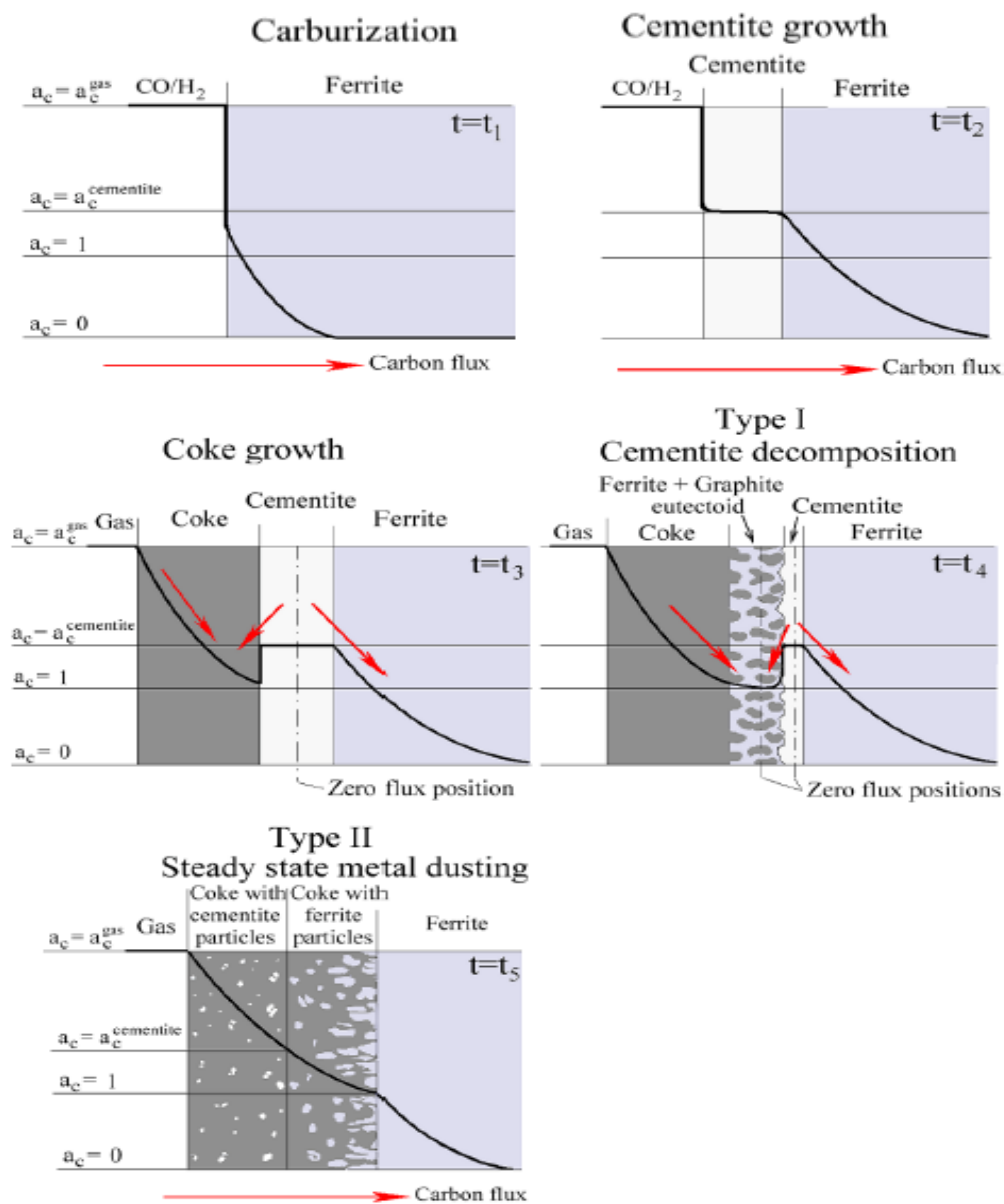 Carburization
CO/H₂ Ferrite
a_c = a_c^gas
t=t₁
a_c = a_c^cementite
a_c = 1
a_c = 0
Carbon flux
Cementite growth
Cementite
CO/H₂ Ferrite
t=t₂
Carbon flux
Coke growth
Cementite
Gas Coke Ferrite
a_c = a_c^gas
t=t₃
a_c = a_c^cementite
a_c = 1
a_c = 0
Zero flux position
Type I
Cementite decomposition
Ferrite + Graphite
eutectoid
Cementite
Gas Coke Ferrite
t=t₄
Zero flux positions
Type II
Steady state metal dusting
Coke with
cementite
particles
Coke with
ferrite
particles
Gas Ferrite
a_c = a_c^gas
t=t₅
a_c = a_c^cementite
a_c = 1
a_c = 0
Carbon flux